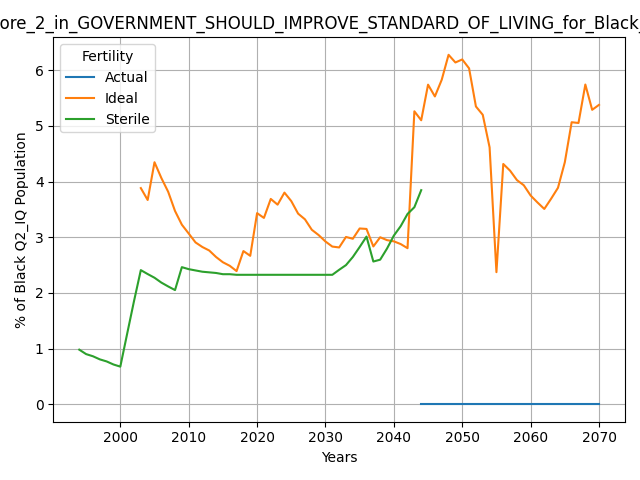 ore_2_in_GOVERNMENT_SHOULD_IMPROVE_STANDARD_OF_LIVING_for_Black_
Fertility
Actual
Ideal
Sterile
% of Black Q2_IQ Population
6
5
4
3
2
1
0
2000 2010 2020 2030 2040 2050 2060 2070
Years